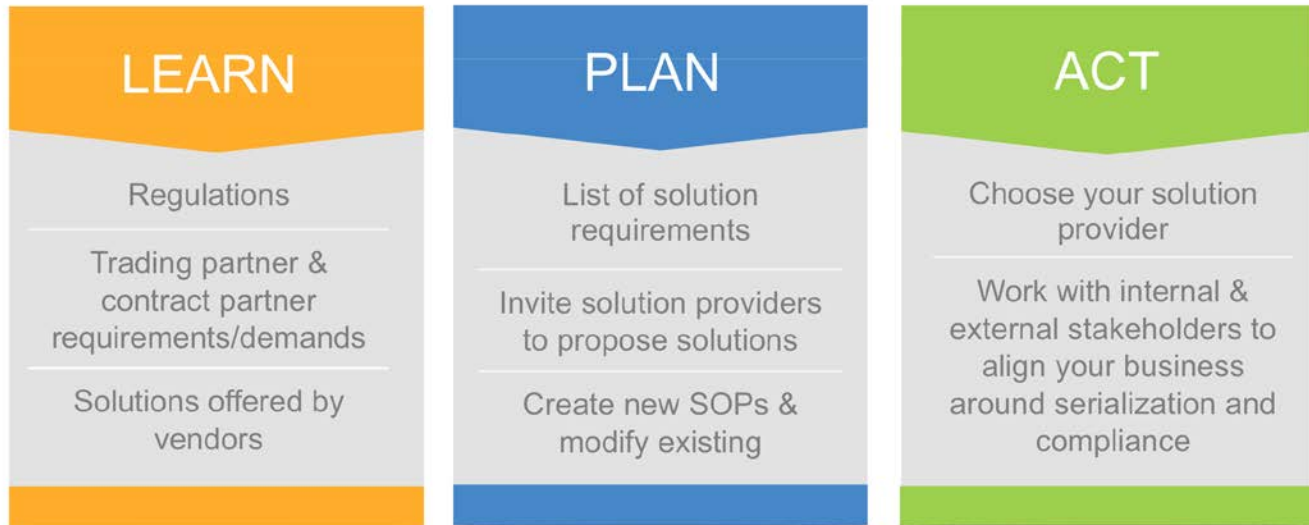 LEARN
Regulations
Trading partner &
contract partner
requirements/demands
Solutions offered by
vendors
PLAN
List of solution
requirements
Invite solution providers
to propose solutions
Create new SOPs &
modify existing
ACT
Choose your solution
provider
Work with internal &
external stakeholders to
align your business
around serialization and
compliance